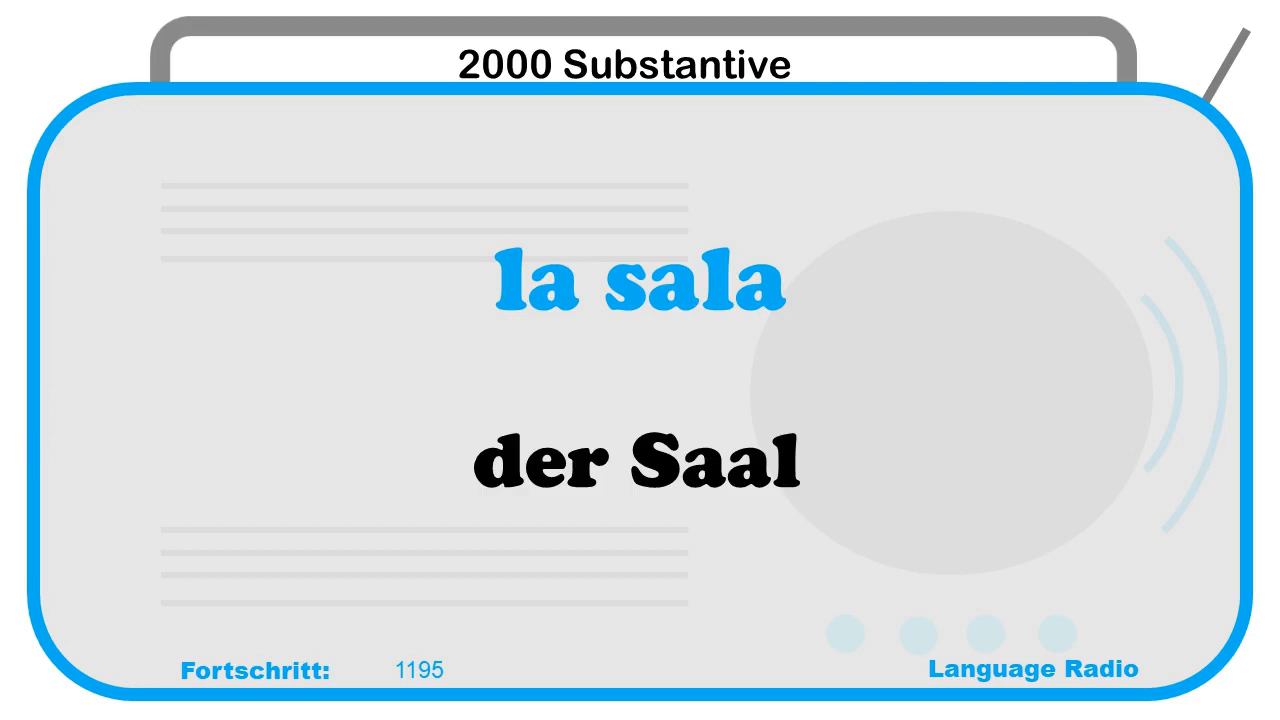 2000 Substantive
la sala
der Saal
Fortschritt: 1195
Language Radio